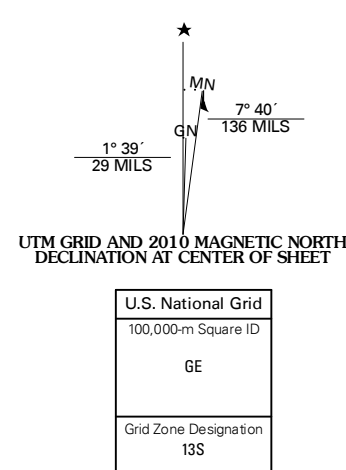 MN
GN
7° 40´
136 MILS
1° 39´
29 MILS
UTM GRID AND 2010 MAGNETIC NORTH
DECLINATION AT CENTER OF SHEET
U.S. National Grid
100,000-m Square ID
GE
Grid Zone Designation
13S